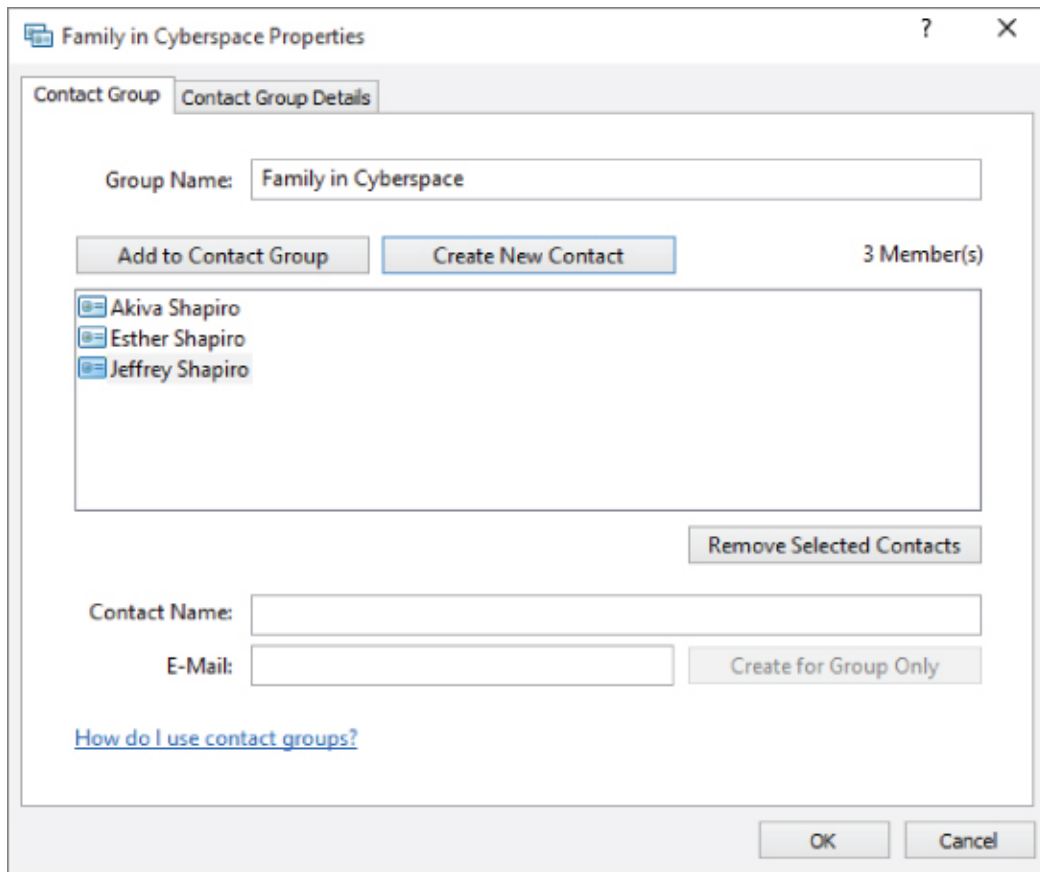 Family in Cyberspace Properties ?
Contact Group Contact Group Details
Group Name: Family in Cyberspace
Add to Contact Group Create New Contact 3 Member(s)
Akiva Shapiro
Esther Shapiro
Jeffrey Shapiro
Remove Selected Contacts
Contact Name:
E-Mail: Create for Group Only
How do I use contact groups?
OK Cancel